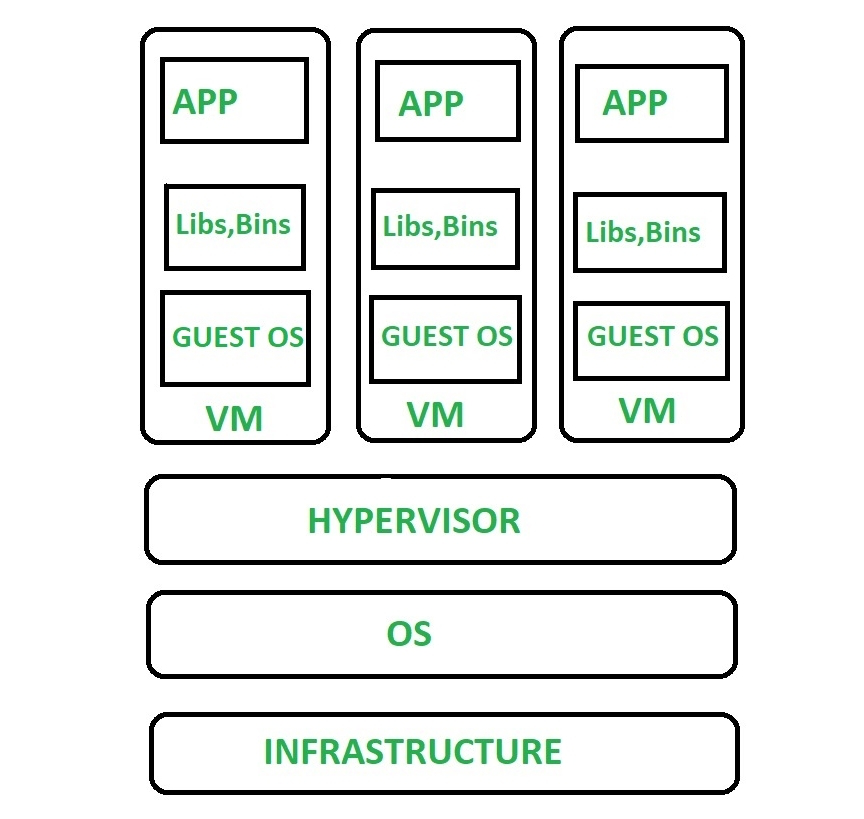 APP
APP
APP
Libs,Bins
Libs,Bins
Libs,Bins
GUEST OS
GUEST OS
GUEST OS
VM
VM
VM
HYPERVISOR
OS
INFRASTRUCTURE